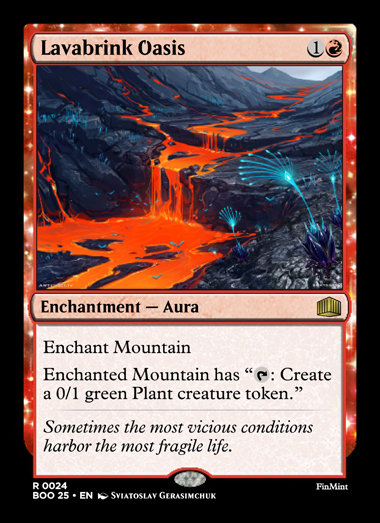 Lavabrink Oasis 1
Enchantment — Aura
Enchant Mountain
Enchanted Mountain has “: Create
a 0/1 green Plant creature token.”
Sometimes the most vicious conditions
harbor the most fragile life.
R 0024
BOO 25 • EN Sviatoslav Gerasimchuk
FinMint